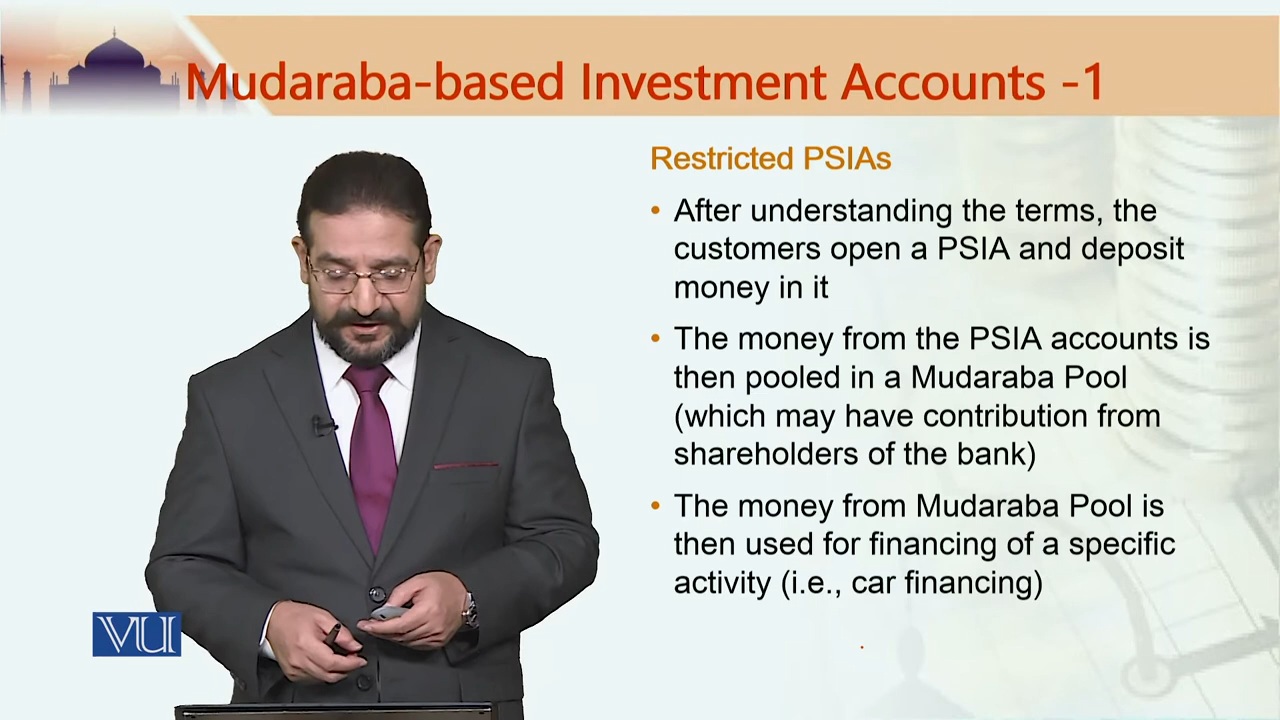 Mudaraba-based Investment Accounts -1
Restricted PSIAs
• After understanding the terms, the
customers open a PSIA and deposit
money in it
• The money from the PSIA accounts is
then pooled in a Mudaraba Pool
(which may have contribution from
shareholders of the bank)
• The money from Mudaraba Pool is
then used for financing of a specific
activity (i.e., car financing)
VU